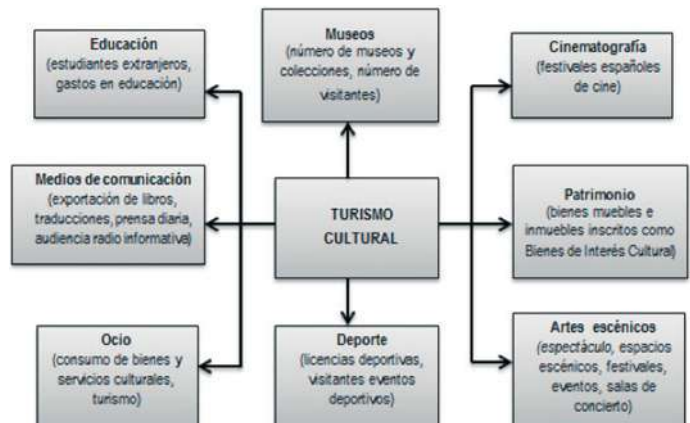 Educación
(estudiantes extranjeros,
gastos en educación)
Museos
(número de museos y
colecciones, número de
visitantes)
Cinematografía
(festivales españoles
de cine)
Medios de comunicación
(exportación de libros,
traducciones, prensa diaria,
audiencia radio informativa)
TURISMO
CULTURAL
Patrimonio
(bienes muebles e
inmuebles inscritos como
Bienes de Interés Cultural)
Ocio
(consumo de bienes y
servicios culturales,
turismo)
Deporte
(licencias deportivas,
visitantes eventos
deportivos)
Artes escénicos
(espectáculo, espacios
escénicos, festivales,
eventos, salas de
concierto)